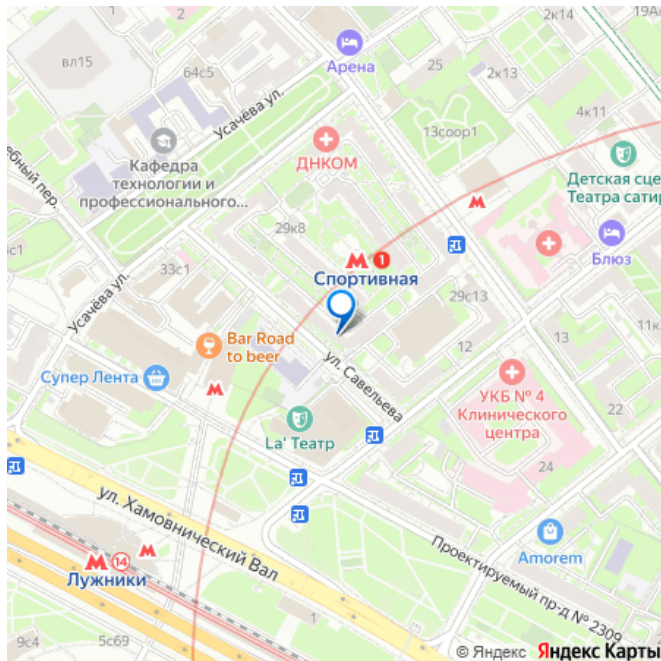 2к14
19А
вл15
64с5
Арена
25
2к13
Усачёва ул.
4к11
13соор1
ДНКОМ
Кафедра
технологии и
профессионального...
Детская сце
Театра сатир
ебный пер.
29к8
6с1
М
1
Спортивная
Блюз
33с1
29с13
Усачёва ул.
Bar Road
to beer
13
11к
12
ул. Савельева
Супер Лента
УКБ № 4
Клинического
центра
22
La' Театр
24
ул. Хамовнический Вал
Amorem
М
14
Лужники
Проектируемый пр-д № 2309
1
9с4
5с69
© Яндекс Яндекс Карты